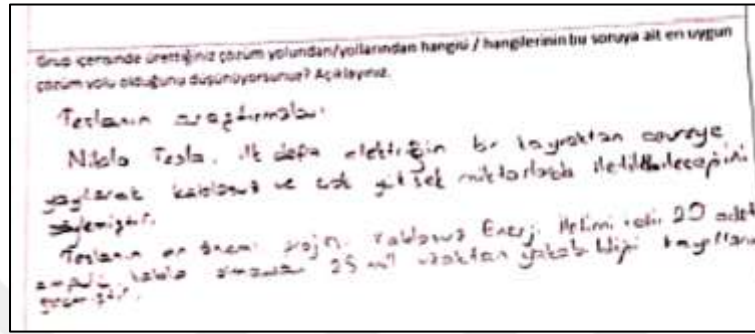 Grup içerisinde ürettiğiniz çözüm yolundan/yollarından hangisi / hangilerinin bu soruya ait en uygun
çözüm yolu olduğunu düşünüyorsunuz? Açıklayınız.
Teslanın araştırmaları
Nikola Tesla, ilk defa elektriğin bir kaynaktan çevreye
yayılarak kablosuz ve çok yüksek miktarlarda iletilebileceğini
söylemiştir.
Teslanın en önemli projesi Kablosuz Enerji İletimi 20 adet
ampulü kablo olmadan 25 mil uzaktan yakabildiği kayıtlara
geçmiştir.